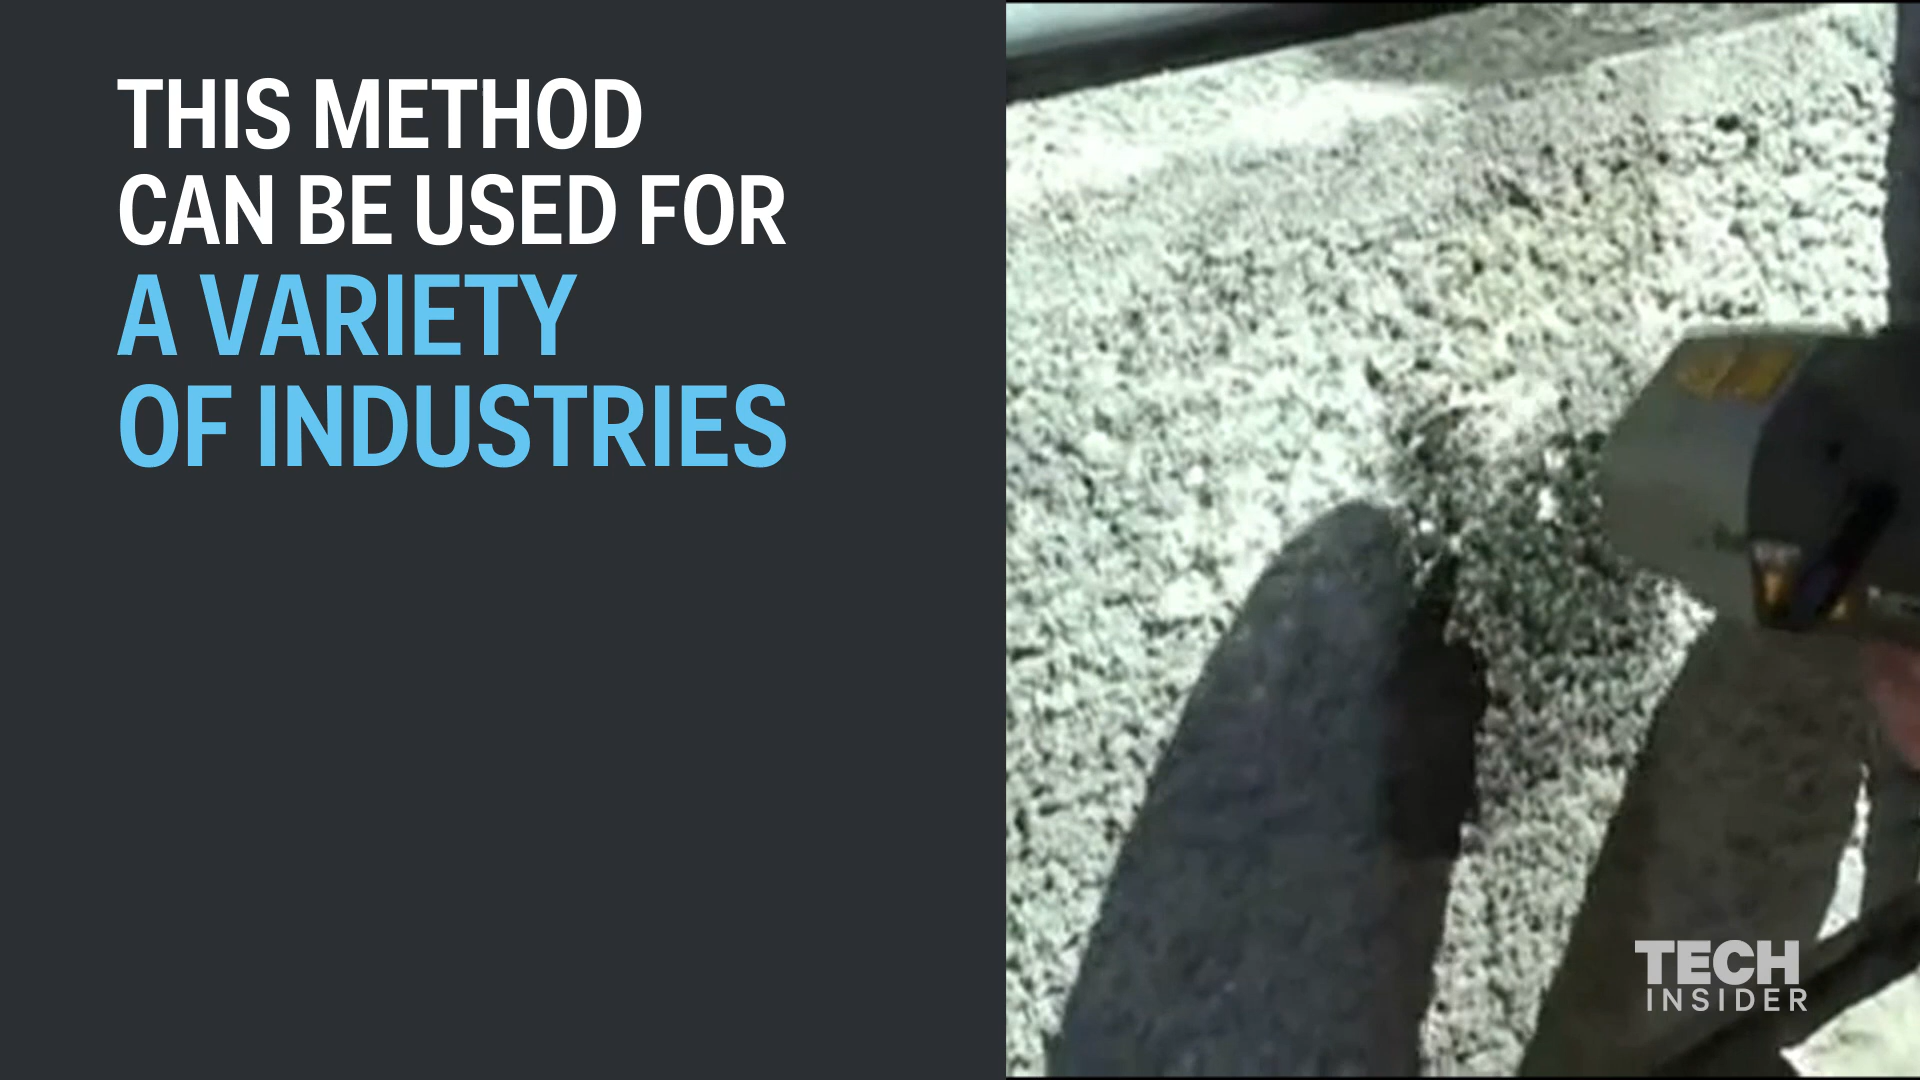 THIS METHOD
CAN BE USED FOR
A VARIETY
OF INDUSTRIES
TECH
INSIDER